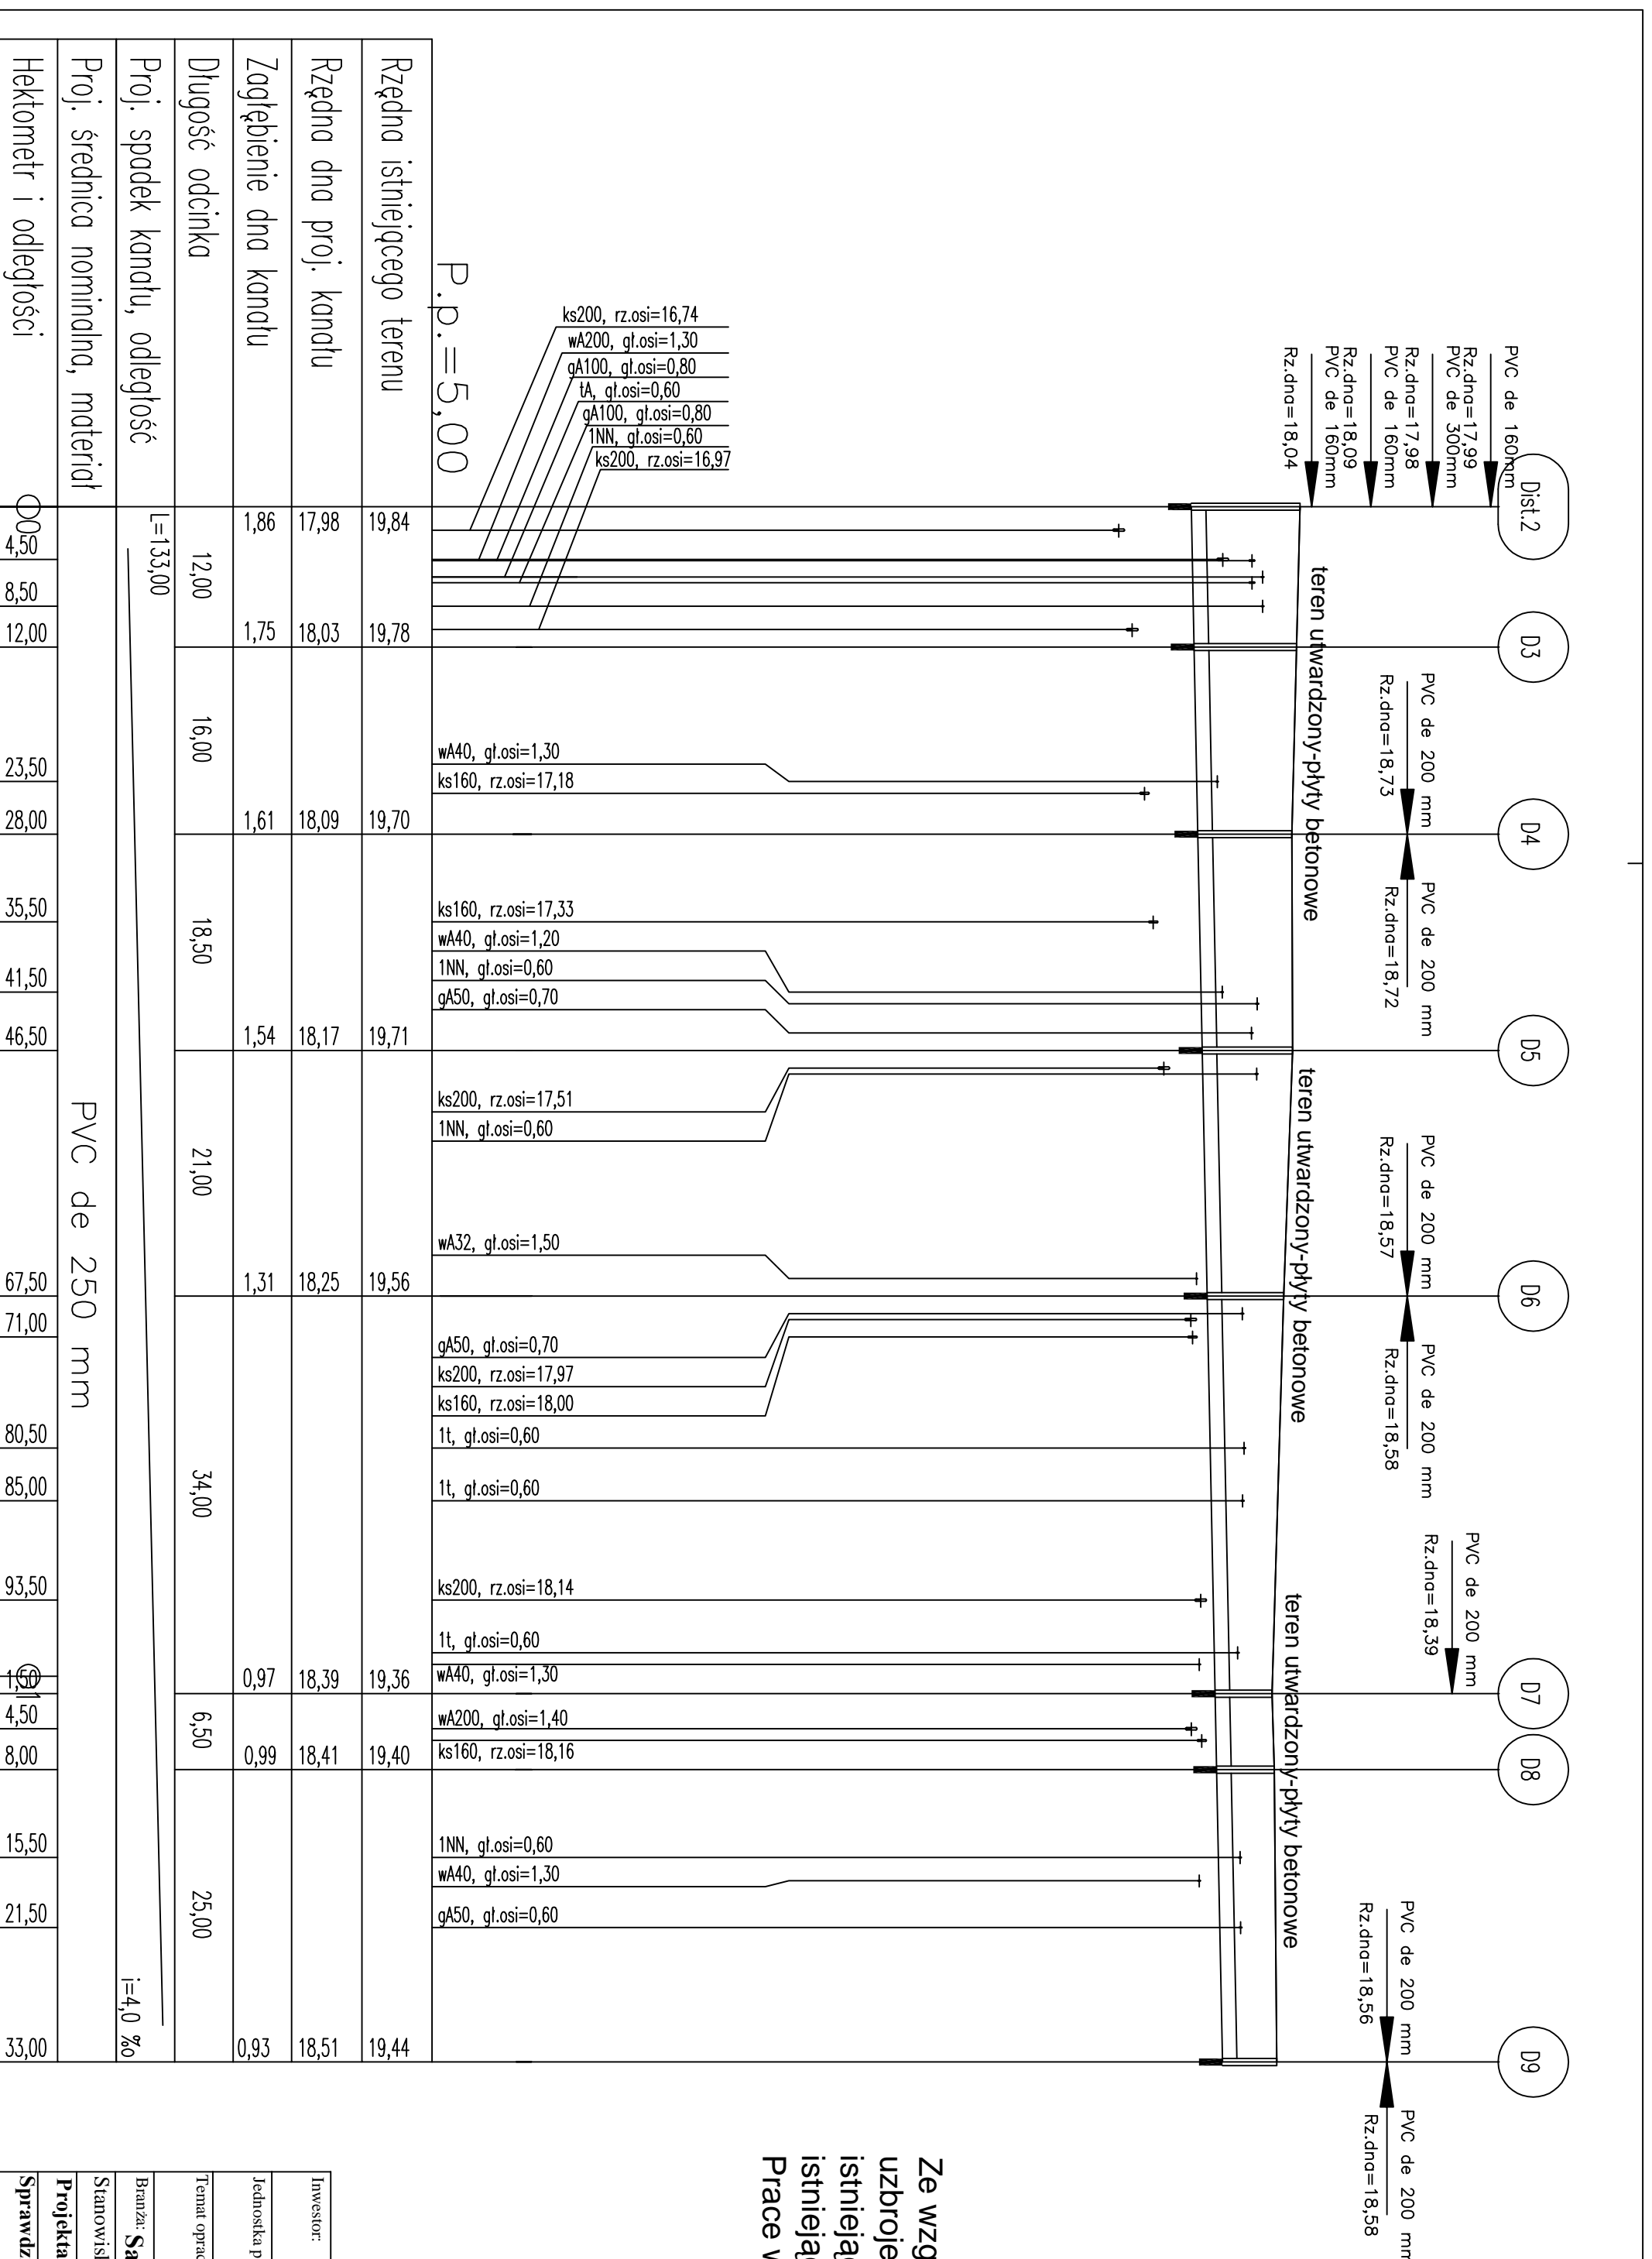 Dist.2
D3
D4
D5
D6
D7
D8
D9
PVC de 160mm
Rz.dna=17,99
PVC de 300mm
Rz.dna=17,98
PVC de 160mm
Rz.dna=18,09
PVC de 160mm
Rz.dna=18,04
PVC de 200 mm
Rz.dna=18,73
PVC de 200 mm
Rz.dna=18,72
PVC de 200 mm
Rz.dna=18,57
PVC de 200 mm
Rz.dna=18,58
PVC de 200 mm
Rz.dna=18,39
PVC de 200 mm
Rz.dna=18,56
PVC de 200 mm
Rz.dna=18,58
teren utwardzony-płyty betonowe
teren utwardzony-płyty betonowe
teren utwardzony-płyty betonowe
ks200, rz.osi=16,74
wA200, gł.osi=1,30
gA100, gł.osi=0,80
tA, gł.osi=0,60
gA100, gł.osi=0,80
1NN, gł.osi=0,60
ks200, rz.osi=16,97
wA40, gł.osi=1,30
ks160, rz.osi=17,18
ks160, rz.osi=17,33
wA40, gł.osi=1,20
1NN, gł.osi=0,60
gA50, gł.osi=0,70
ks200, rz.osi=17,51
1NN, gł.osi=0,60
wA32, gł.osi=1,50
gA50, gł.osi=0,70
ks200, rz.osi=17,97
ks160, rz.osi=18,00
1t, gł.osi=0,60
1t, gł.osi=0,60
ks200, rz.osi=18,14
1t, gł.osi=0,60
wA40, gł.osi=1,30
wA200, gł.osi=1,40
ks160, rz.osi=18,16
1NN, gł.osi=0,60
wA40, gł.osi=1,30
gA50, gł.osi=0,60
P.p.=5,00
Rzędna istniejącego terenu
19,84 19,78 19,70 19,71 19,56 19,36 19,40 19,44
Rzędna dna proj. kanału
17,98 18,03 18,09 18,17 18,25 18,39 18,41 18,51
Zagłębienie dna kanału
1,86 1,75 1,61 1,54 1,31 0,97 0,99 0,93
Długość odcinka
12,00 16,00 18,50 21,00 34,00 6,50 25,00
Proj. spadek kanału, odległość
L=133,00
i=4,0 ‰
Proj. średnica nominalna, materiał
PVC de 250 mm
Hektometr i odległości
4,50 8,50 12,00 23,50 28,00 35,50 41,50 46,50 67,50 71,00 80,50 85,00 93,50 1,50 4,50 8,00 15,50 21,50 33,00
Ze wzg
uzbroje
istnieją
istnieją
Prace w
Inwestor:
Jednostka p
Temat oprac
Branża: Sa
Stanowisk
Projekta
Sprawdz